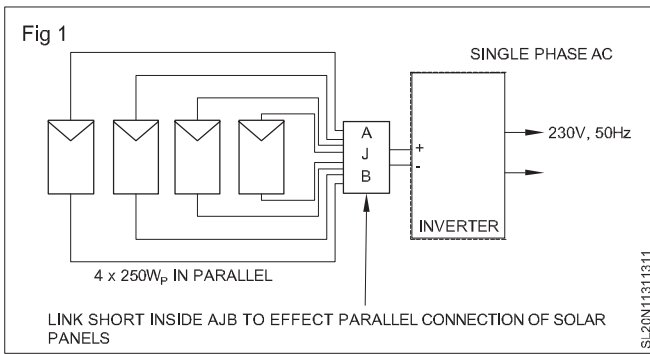 Fig 1
SINGLE PHASE AC
A
J
B
+
-
230V, 50Hz
INVERTER
4 x 250WP IN PARALLEL
LINK SHORT INSIDE AJB TO EFFECT PARALLEL CONNECTION OF SOLAR
PANELS
SL20N11311311